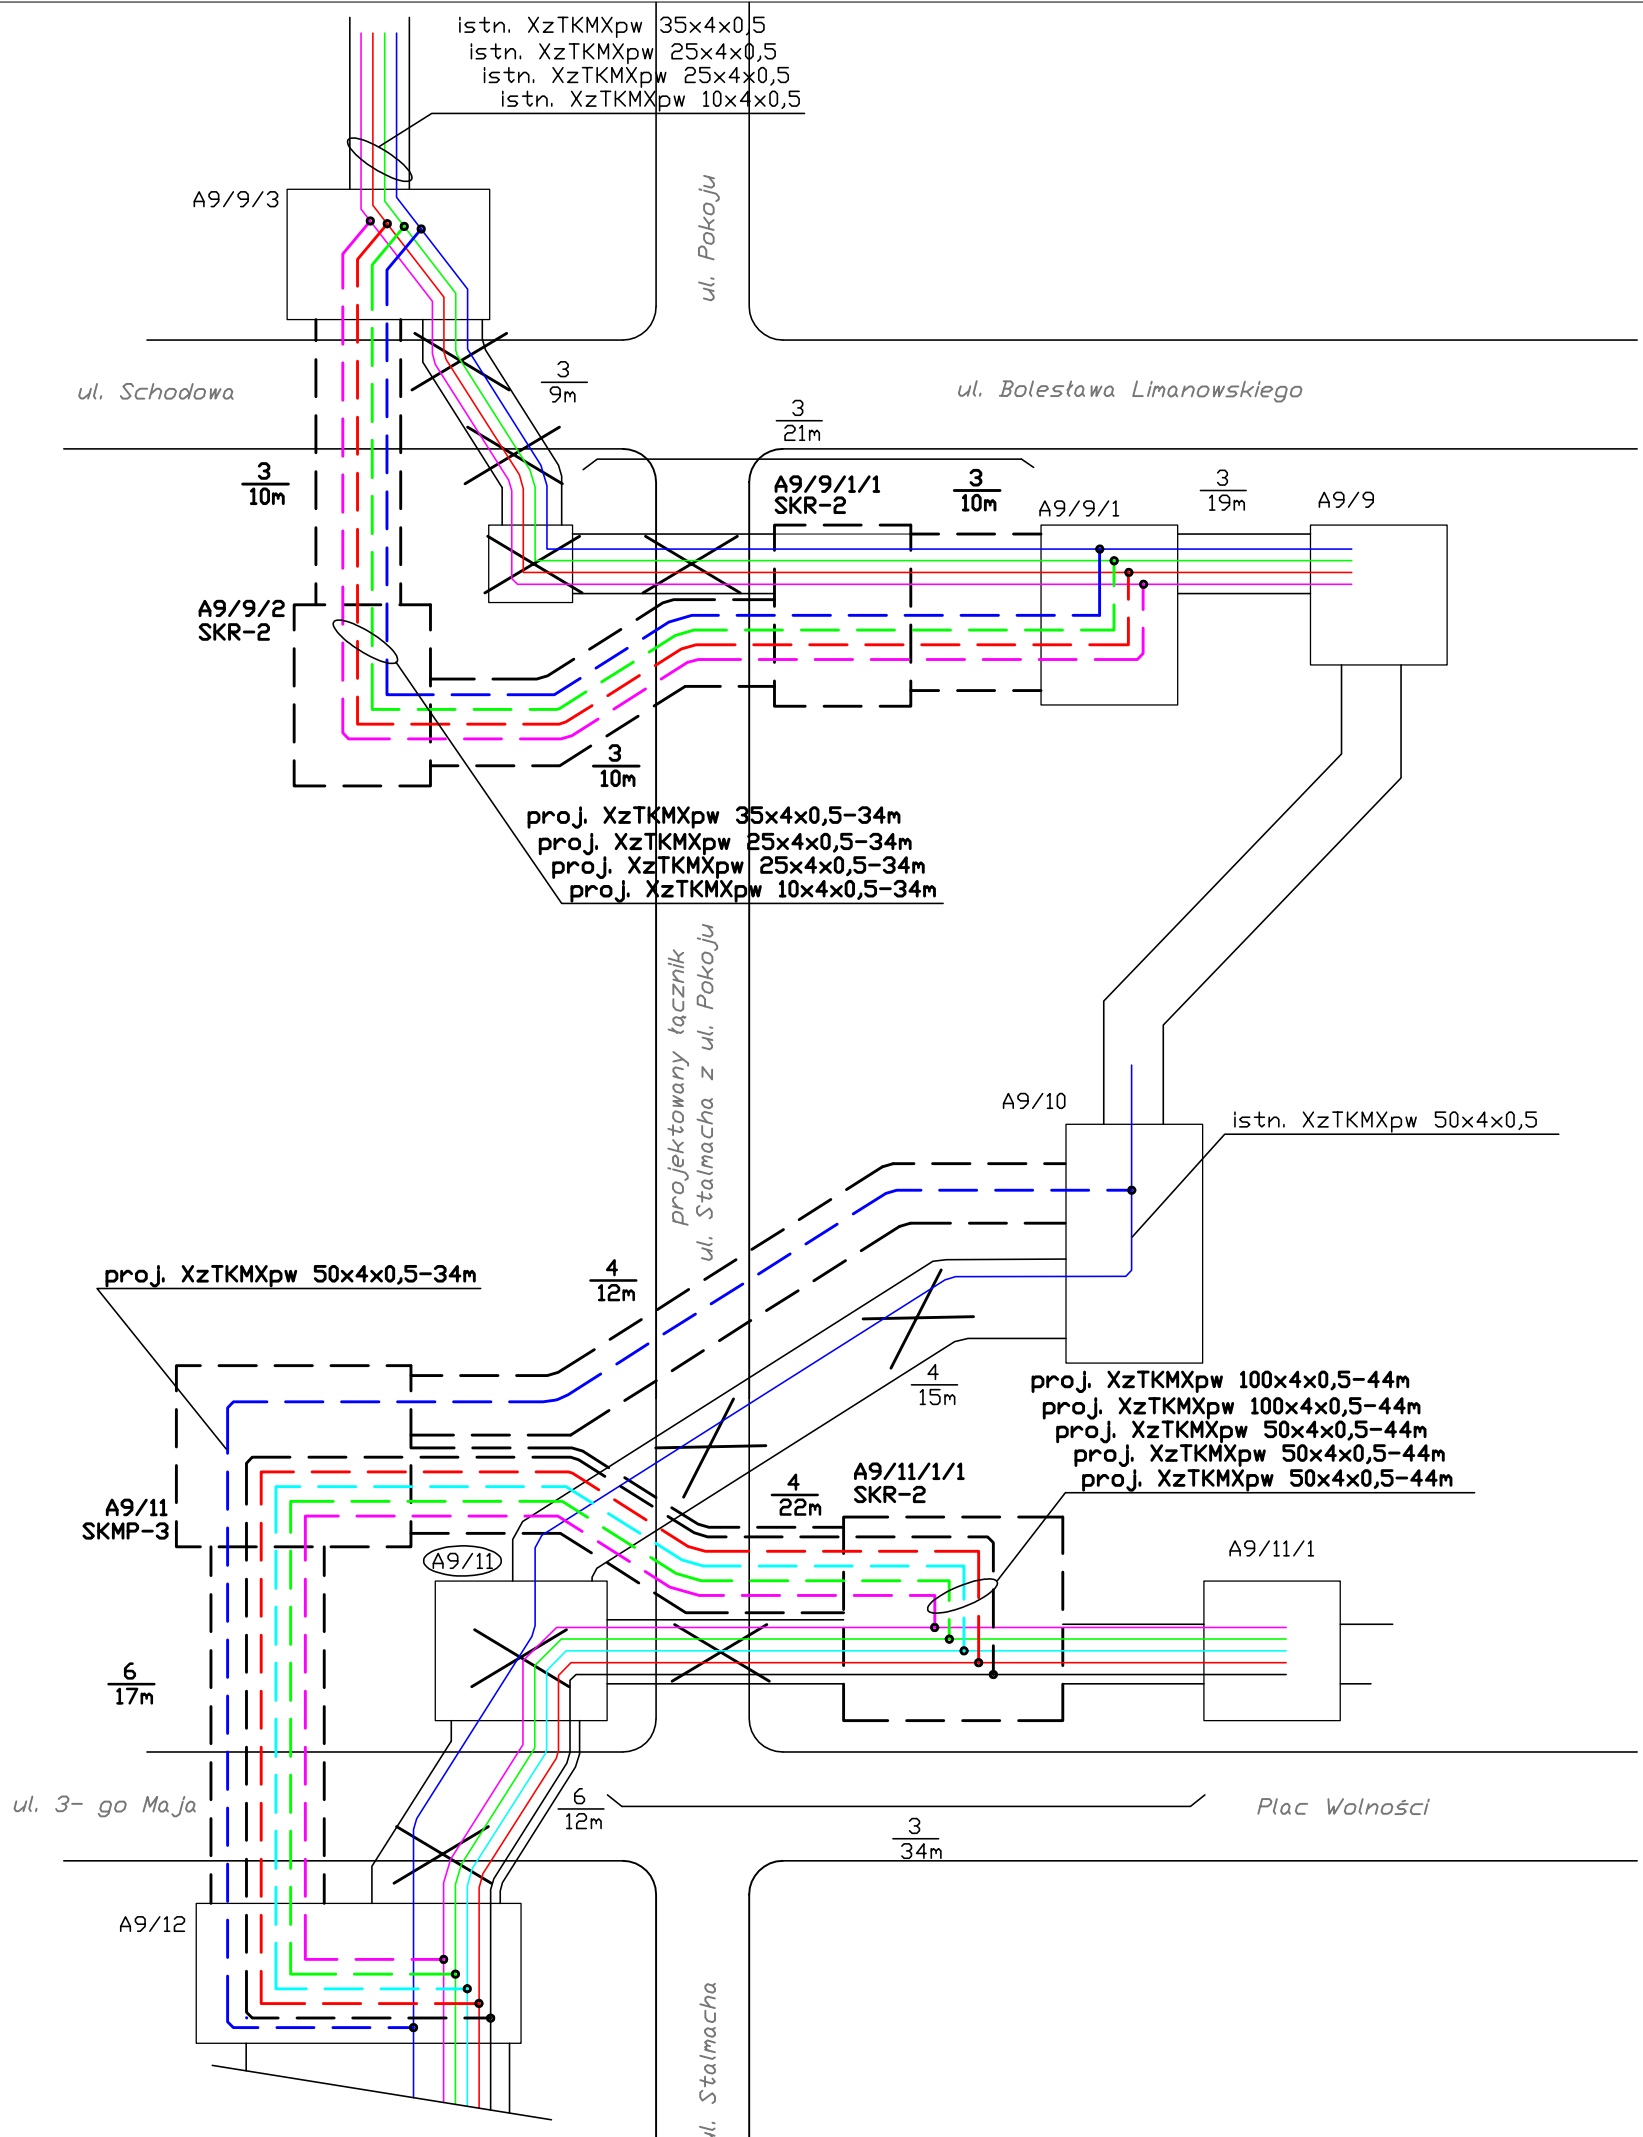 istn. XzTKMXpw 35x4x0,5
istn. XzTKMXpw 25x4x0,5
istn. XzTKMXpw 25x4x0,5
istn. XzTKMXpw 10x4x0,5
A9/9/3
ul. Pokoju
ul. Schodowa
3
9m
ul. Bolesława Limanowskiego
3
21m
3
10m
A9/9/1/1
SKR-2
3
10m
A9/9/1
3
19m
A9/9
A9/9/2
SKR-2
3
10m
proj. XzTKMXpw 35x4x0,5-34m
proj. XzTKMXpw 25x4x0,5-34m
proj. XzTKMXpw 25x4x0,5-34m
proj. XzTKMXpw 10x4x0,5-34m
projektowany łącznik
ul. Stalmacha z ul. Pokoju
A9/10
istn. XzTKMXpw 50x4x0,5
proj. XzTKMXpw 50x4x0,5-34m
4
12m
4
15m
proj. XzTKMXpw 100x4x0,5-44m
proj. XzTKMXpw 100x4x0,5-44m
proj. XzTKMXpw 50x4x0,5-44m
proj. XzTKMXpw 50x4x0,5-44m
proj. XzTKMXpw 50x4x0,5-44m
A9/11
SKMP-3
4
22m
A9/11/1/1
SKR-2
A9/11
A9/11/1
6
17m
ul. 3- go Maja
6
12m
3
34m
Plac Wolności
A9/12
ul. Stalmacha